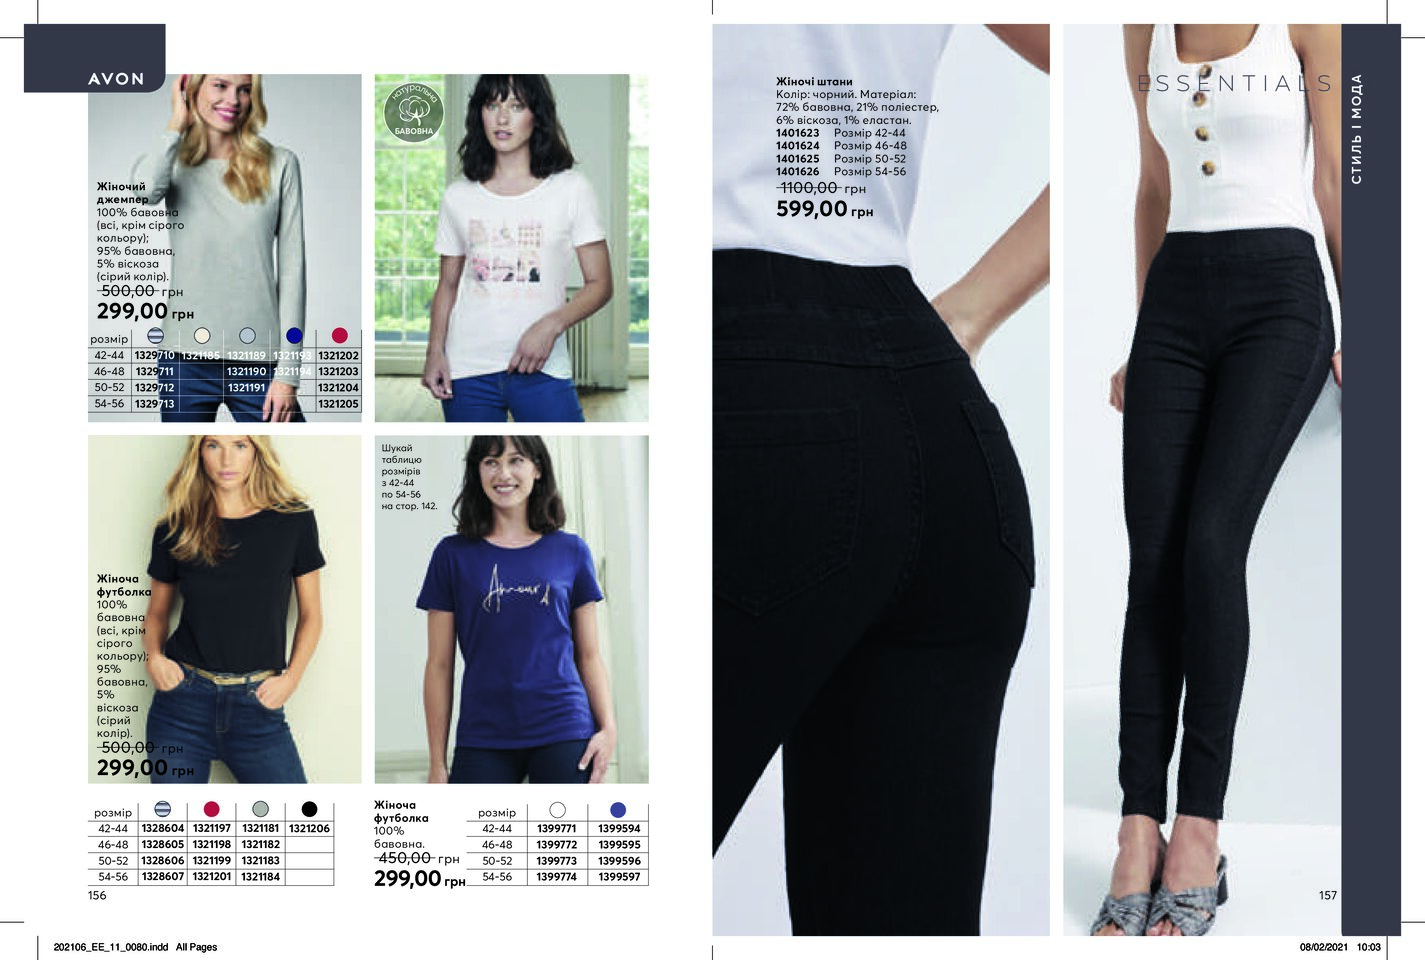 AVON
Жіночий
джемпер
100% бавовна
(всі, крім сірого
кольору);
95% бавовна,
5% віскоза
(сірий колір).
500,00 грн
299,00 грн
розмір
42-44 1329710 1321185 1321189 1321193 1321202
46-48 1329711 1321190 1321194 1321203
50-52 1329712 1321191 1321204
54-56 1329713 1321205
натуральна
БАВОВНА
Жіноча
футболка
100%
бавовна
(всі, крім
сірого
кольору);
95%
бавовна,
5%
віскоза
(сірий
колір).
500,00 грн
299,00 грн
розмір
42-44 1328604 1321197 1321181 1321206
46-48 1328605 1321198 1321182
50-52 1328606 1321199 1321183
54-56 1328607 1321201 1321184
156
Шукай
таблицю
розмірів
з 42-44
по 54-56
на стор. 142.
Amour
Жіноча
футболка
100%
бавовна.
450,00 грн
299,00 грн
розмір
42-44 1399771 1399594
46-48 1399772 1399595
50-52 1399773 1399596
54-56 1399774 1399597
Жіночі штани
Колір: чорний. Матеріал:
72% бавовна, 21% поліестер,
6% віскоза, 1% еластан.
1401623 Розмір 42-44
1401624 Розмір 46-48
1401625 Розмір 50-52
1401626 Розмір 54-56
1100,00 грн
599,00 грн
ESSENTIALS
СТИЛЬ І МОДА
157
202106_EE_11_0080.indd All Pages
08/02/2021 10:03